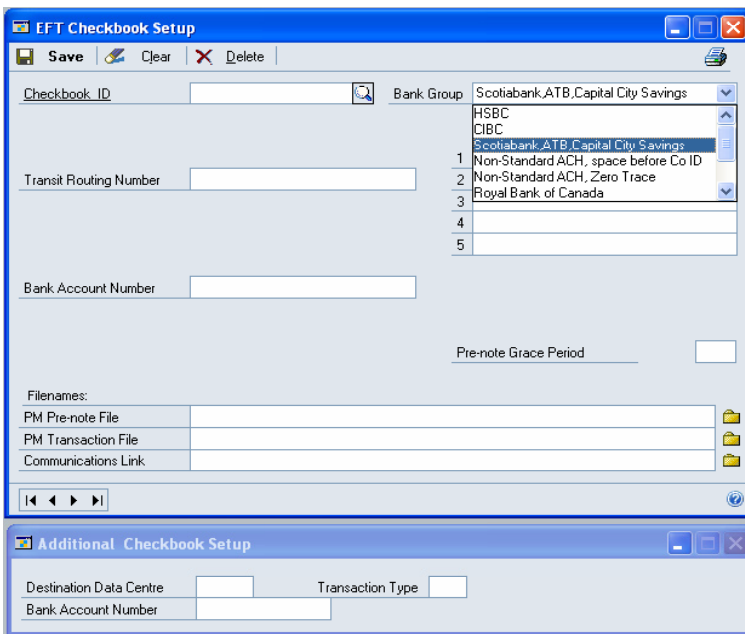 EFT Checkbook Setup
Save Clear Delete
Checkbook ID Bank Group Scotiabank,ATB,Capital City Savings
HSBC
CIBC
Scotiabank,ATB,Capital City Savings
1 Non-Standard ACH, space before Co ID
Transit Routing Number 2 Non-Standard ACH, Zero Trace
3 Royal Bank of Canada
4
5
Bank Account Number
Pre-note Grace Period
Filenames:
PM Pre-note File
PM Transaction File
Communications Link
Additional Checkbook Setup
Destination Data Centre Transaction Type
Bank Account Number